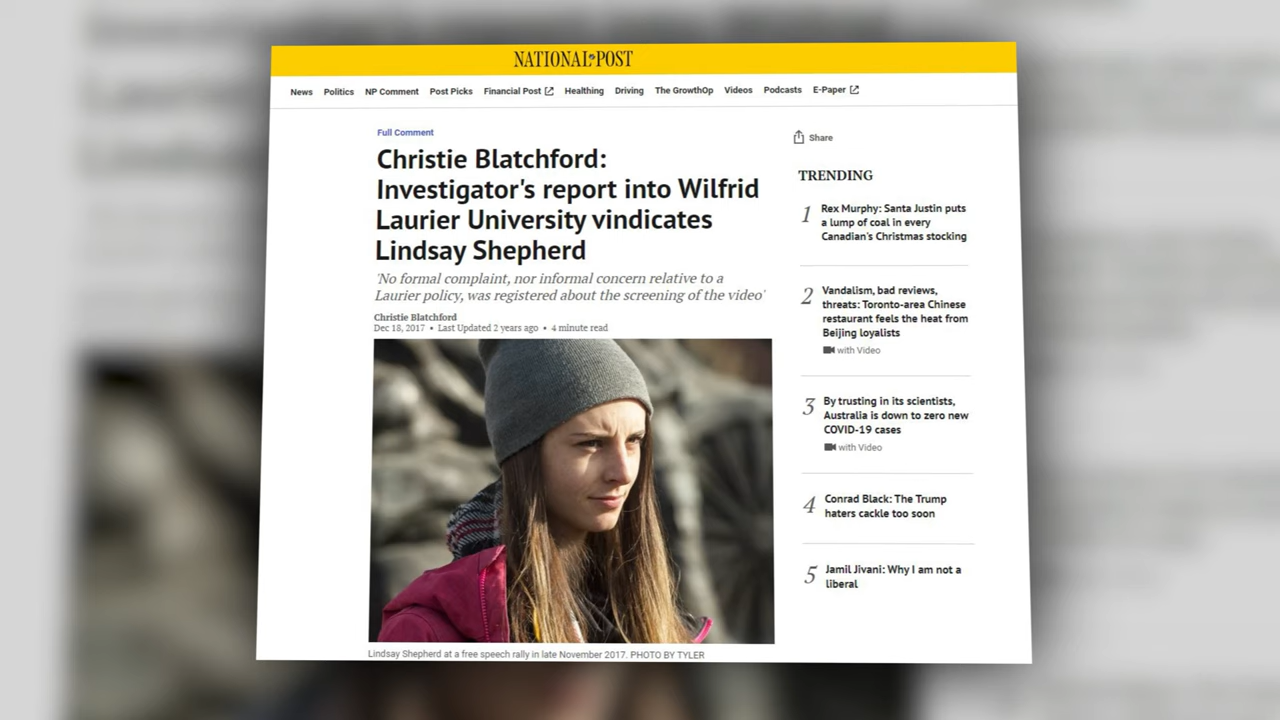 NATIONAL POST
News Politics NP Comment Post Picks Financial Post Healthing Driving The GrowthOp Videos Podcasts E-Paper
Full Comment
Christie Blatchford:
Investigator's report into Wilfrid
Laurier University vindicates
Lindsay Shepherd
'No formal complaint, nor informal concern relative to a
Laurier policy, was registered about the screening of the video'
Christie Blatchford
Dec 18, 2017 • Last Updated 2 years ago • 4 minute read
Lindsay Shepherd at a free speech rally in late November 2017. PHOTO BY TYLER
Share
TRENDING
1
Rex Murphy: Santa Justin puts
a lump of coal in every
Canadian's Christmas stocking
2
Vandalism, bad reviews,
threats: Toronto-area Chinese
restaurant feels the heat from
Beijing loyalists
with Video
3
By trusting in its scientists,
Australia is down to zero new
COVID-19 cases
with Video
4
Conrad Black: The Trump
haters cackle too soon
5
Jamil Jivani: Why I am not a
liberal